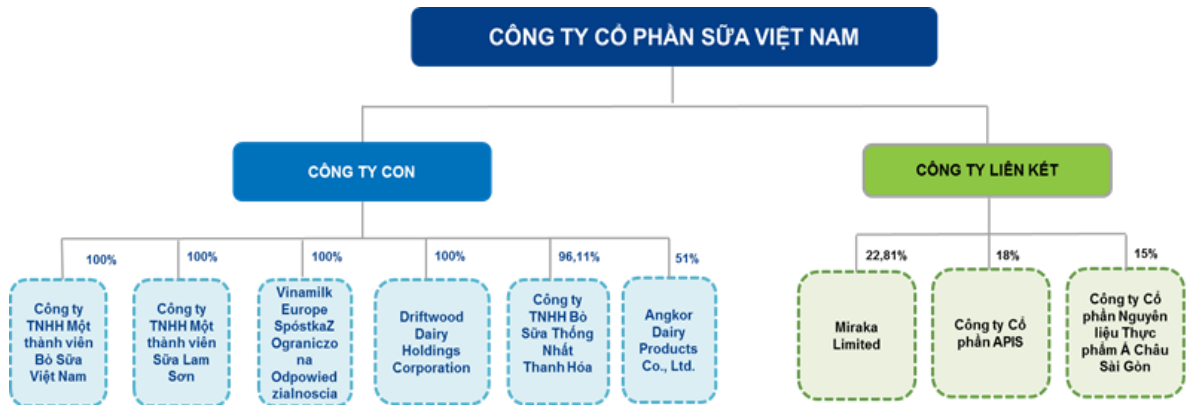 CÔNG TY CỔ PHẦN SỮA VIỆT NAM
CÔNG TY CON
CÔNG TY LIÊN KẾT
100%
100%
100%
100%
96,11%
51%
22,81%
18%
15%
Công ty
TNHH Một
thành viên
Bò Sữa
Việt Nam
Công ty
TNHH Một
thành viên
Sữa Lam
Sơn
Vinamilk
Europe
SpóstkaZ
Ograniczo
na
Odpowied
zialnoscia
Driftwood
Dairy
Holdings
Corporation
Công ty
TNHH Bò
Sữa Thống
Nhất
Thanh Hóa
Angkor
Dairy
Products
Co., Ltd.
Miraka
Limited
Công ty Cổ
phần APIS
Công ty Cổ
phần Nguyên
liệu Thực
phẩm Á Châu
Sài Gòn